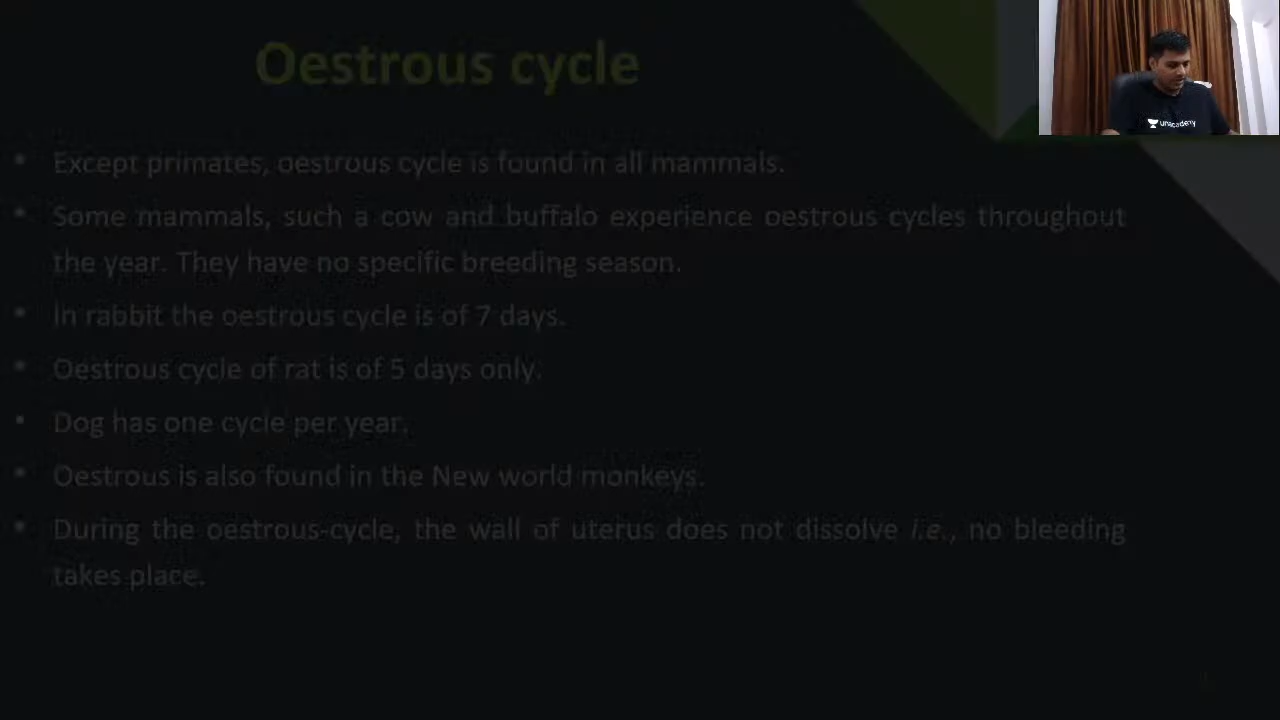 Oestrous cycle
unacademy
• Except primates, oestrous cycle is found in all mammals.
• Some mammals, such a cow and buffalo experience oestrous cycles throughout
the year. They have no specific breeding season.
• In rabbit the oestrous cycle is of 7 days.
• Oestrous cycle of rat is of 5 days only.
• Dog has one cycle per year.
• Oestrous is also found in the New world monkeys.
• During the oestrous-cycle, the wall of uterus does not dissolve i.e., no bleeding
takes place.